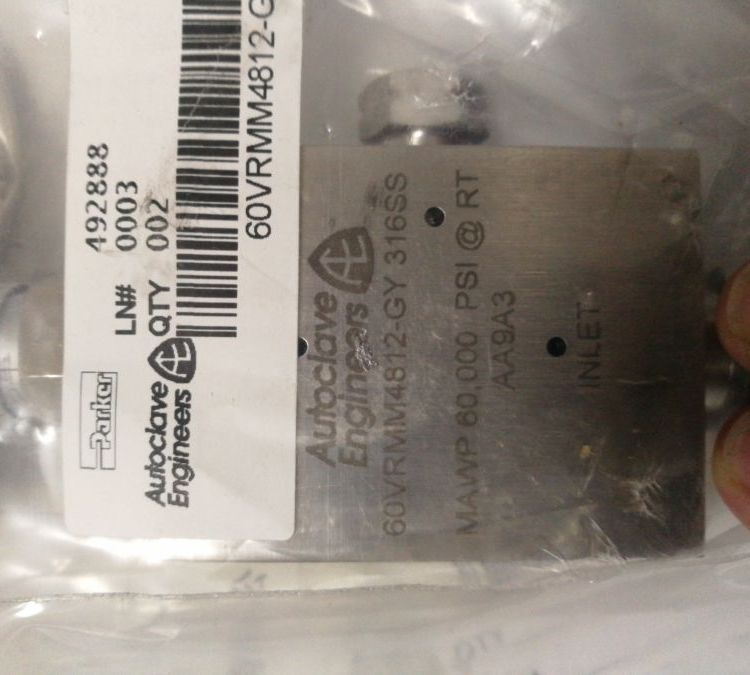 492888
LN# 0003
QTY 002
60VRMM4812-G
Parker
Autoclave
Engineers
Autoclave
Engineers
AE
60VRMM4812-GY 316SS
MAWP 60,000 PSI @ RT
AA9A3
INLET